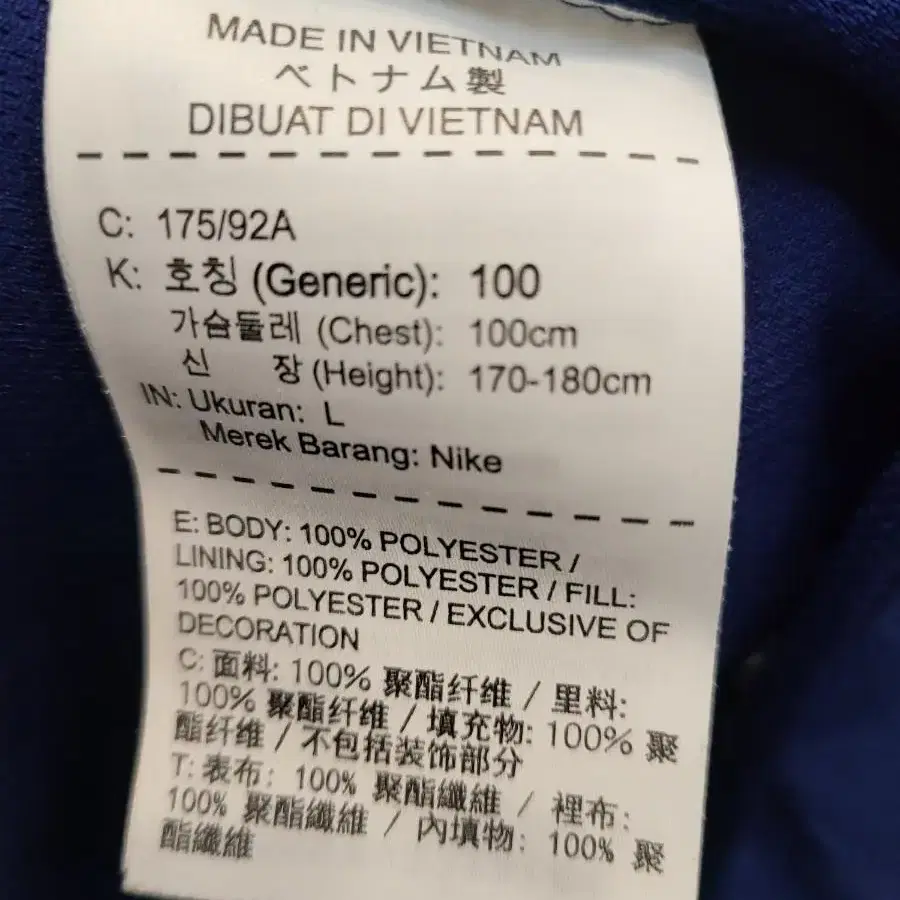 MADE IN VIETNAM
ベトナム製
DIBUAT DI VIETNAM
C: 175/92A
K: 호칭 (Generic): 100
가슴둘레 (Chest): 100cm
신 장 (Height): 170-180cm
IN: Ukuran: L
Merek Barang: Nike
E: BODY: 100% POLYESTER /
LINING: 100% POLYESTER / FILL:
100% POLYESTER / EXCLUSIVE OF
DECORATION
C: 面料: 100% 聚酯纤维 / 里料:
100% 聚酯纤维 / 填充物: 100% 聚
酯纤维 / 不包括装饰部分
T: 表布: 100% 聚酯纖維 / 裡布:
100% 聚酯纖維 / 內填物: 100% 聚
酯纖維